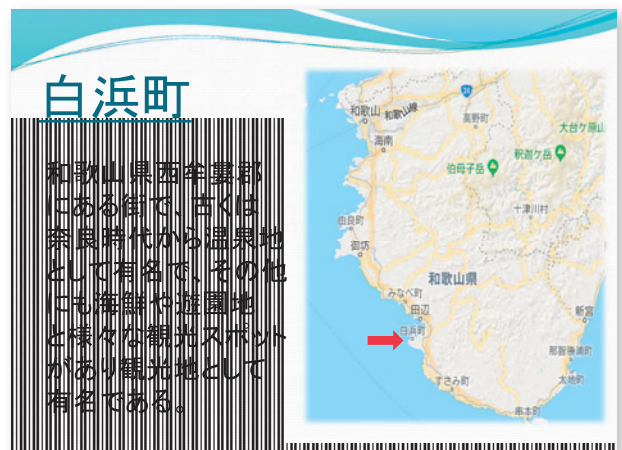 白浜町
和歌山県西牟婁郡
にある街で、古くは
奈良時代から温泉地
として有名で、その他
にも海鮮や遊園地
と様々な観光スポット
があり観光地として
有名である。
24
和歌山
和歌山線
高野町
海南
大台ケ原山
釈迦ケ岳
伯母子岳
十津川村
由良町
御坊
和歌山県
みなべ町
田辺
新宮
白浜町
那智勝浦町
すさみ町
太地町
串本町